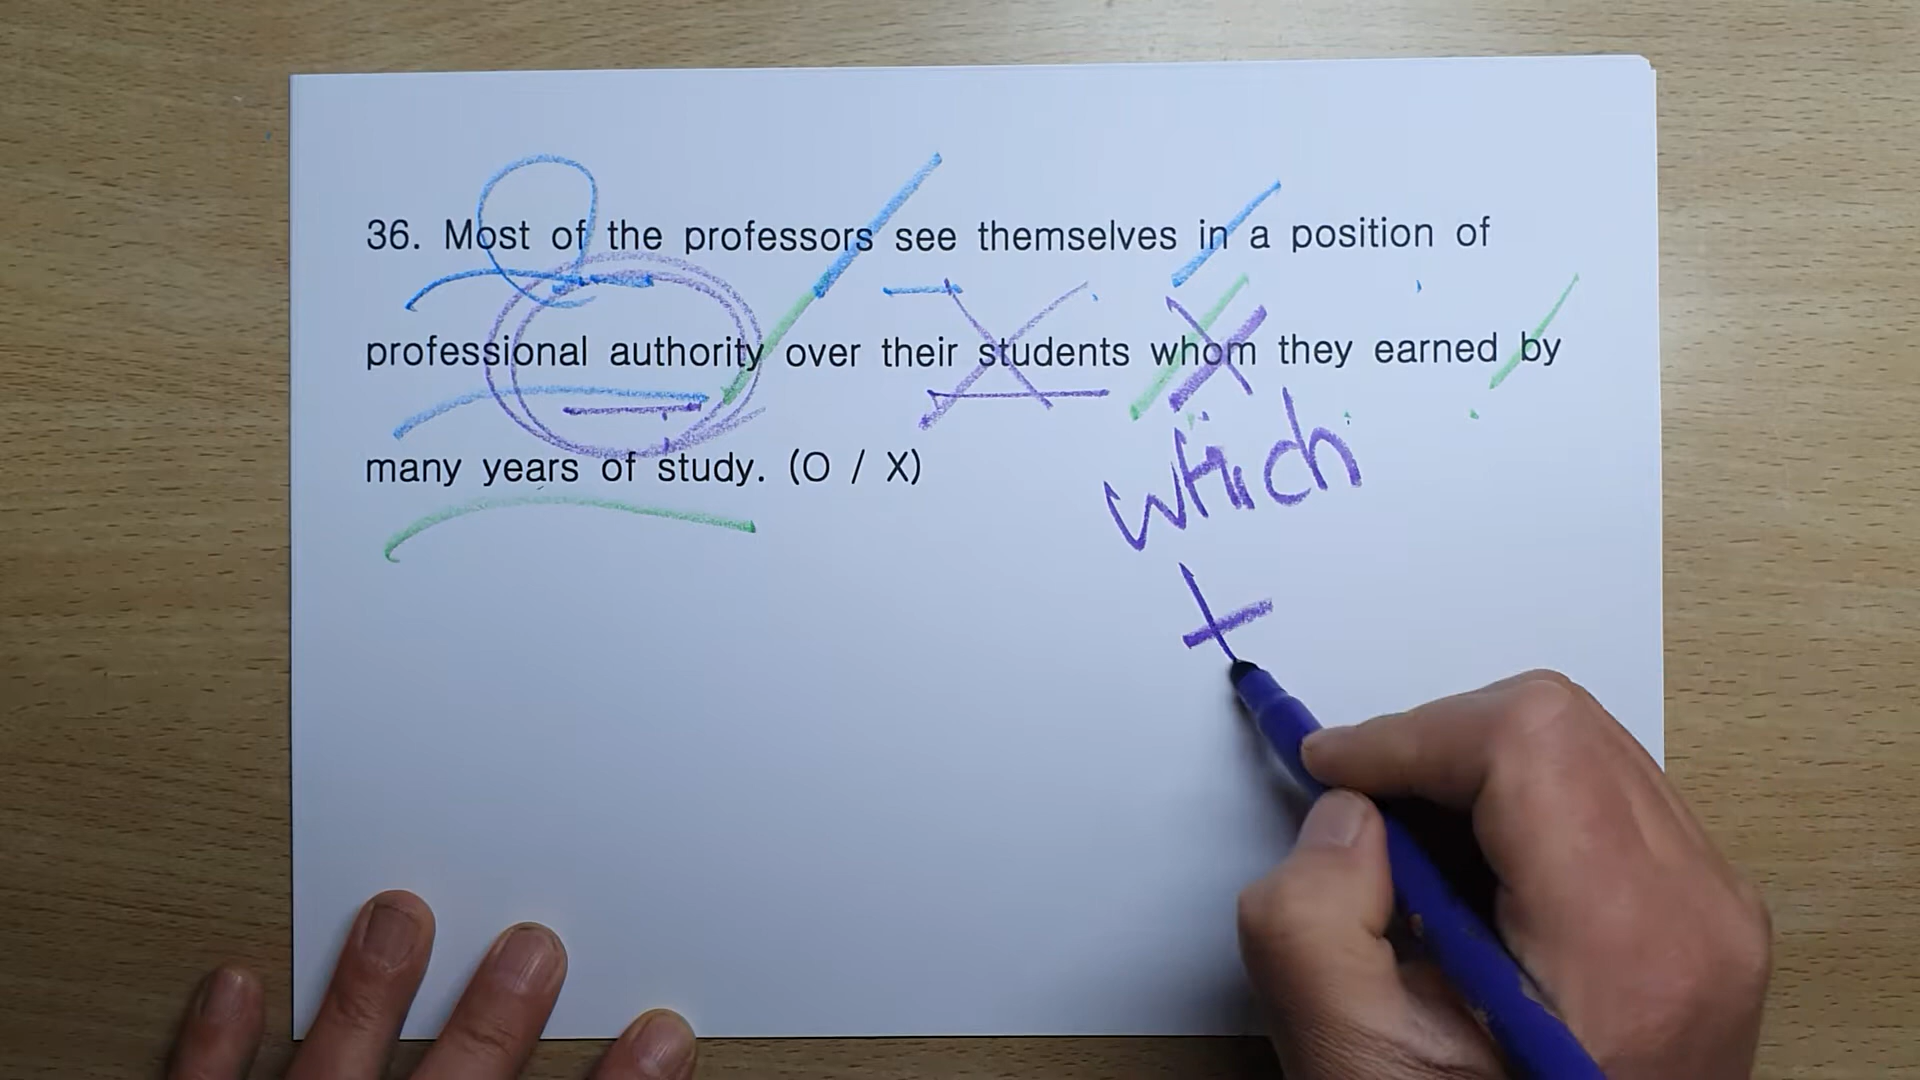 36. Most of the professors see themselves in a position of
professional authority over their students whom they earned by
many years of study. (O / X)
which